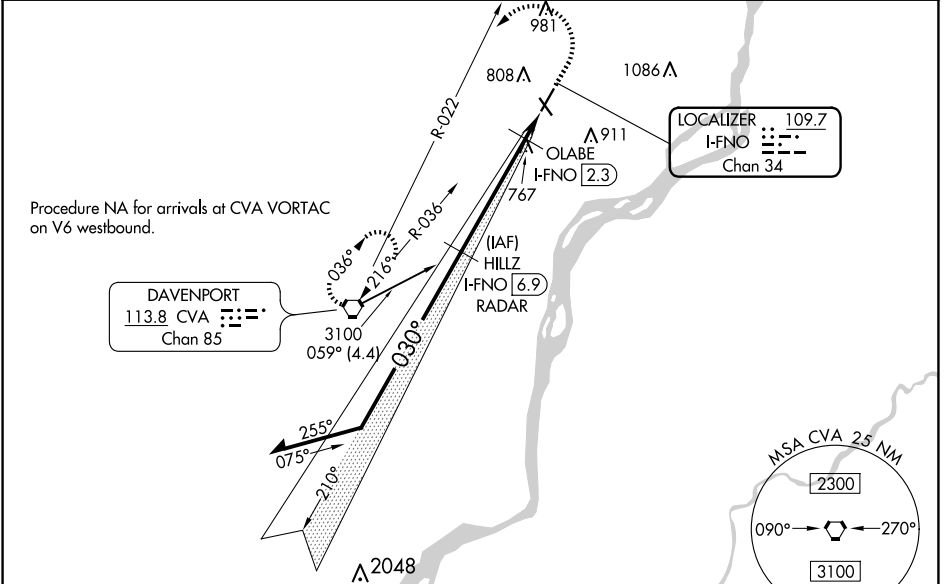 981
808
1086
R-022
LOCALIZER 109.7
I-FNO
Chan 34
911
OLABE
I-FNO 2.3
767
Procedure NA for arrivals at CVA VORTAC
on V6 westbound.
R-036
(IAF)
HILLZ
I-FNO 6.9
RADAR
036°
216°
DAVENPORT
113.8 CVA
Chan 85
3100
059° (4.4)
030°
255°
075°
210°
2048
MSA CVA 25 NM
2300
090° 270°
3100